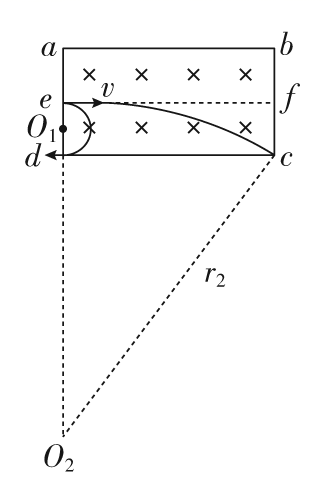 a b
× × × ×
e v f
O₁ × × × ×
d c
r₂
O₂